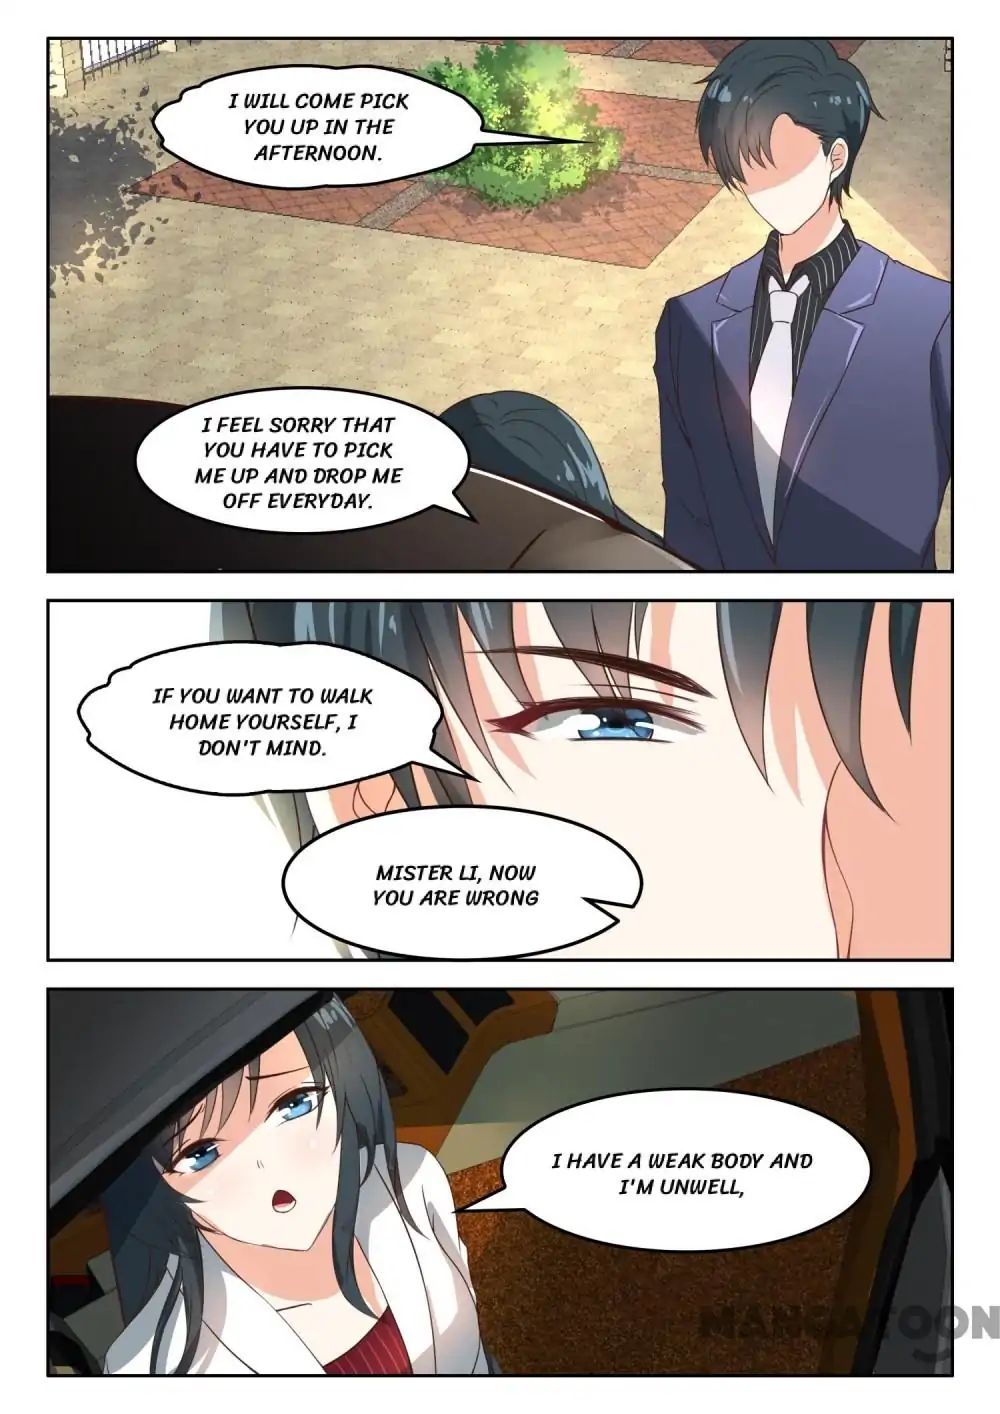 I WILL COME PICK
YOU UP IN THE
AFTERNOON.
I FEEL SORRY THAT
YOU HAVE TO PICK
ME UP AND DROP ME
OFF EVERYDAY.
IF YOU WANT TO WALK
HOME YOURSELF, I
DON'T MIND.
MISTER LI, NOW
YOU ARE WRONG
I HAVE A WEAK BODY AND
I'M UNWELL,
MANGATOON